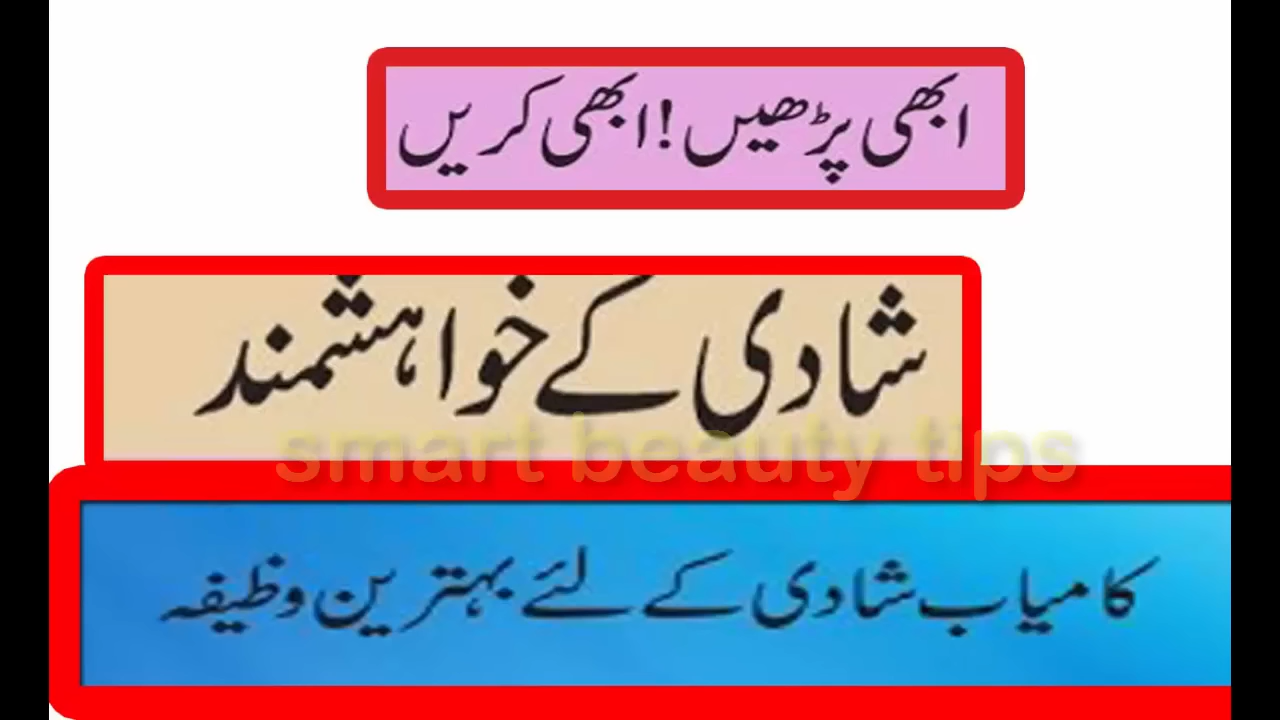 ابھی پڑھیں!ابھی کریں
شادی کے خواہشمند
smart beauty tips
کامیاب شادی کے لئے بہترین وظیفہ